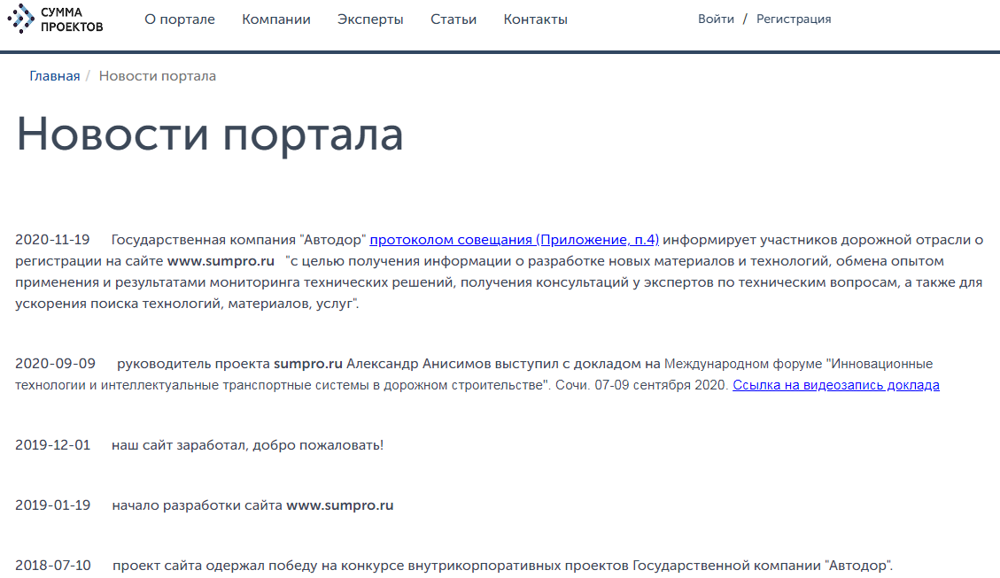 СУММА
ПРОЕКТОВ
О портале Компании Эксперты Статьи Контакты Войти / Регистрация
Главная / Новости портала
Новости портала
2020-11-19 Государственная компания "Автодор" протоколом совещания (Приложение, п.4) информирует участников дорожной отрасли о
регистрации на сайте www.sumpro.ru "с целью получения информации о разработке новых материалов и технологий, обмена опытом
применения и результатами мониторинга технических решений, получения консультаций у экспертов по техническим вопросам, а также для
ускорения поиска технологий, материалов, услуг".
2020-09-09 руководитель проекта sumpro.ru Александр Анисимов выступил с докладом на Международном форуме "Инновационные
технологии и интеллектуальные транспортные системы в дорожном строительстве". Сочи. 07-09 сентября 2020. Ссылка на видеозапись доклада
2019-12-01 наш сайт заработал, добро пожаловать!
2019-01-19 начало разработки сайта www.sumpro.ru
2018-07-10 проект сайта одержал победу на конкурсе внутрикорпоративных проектов Государственной компании "Автодор".